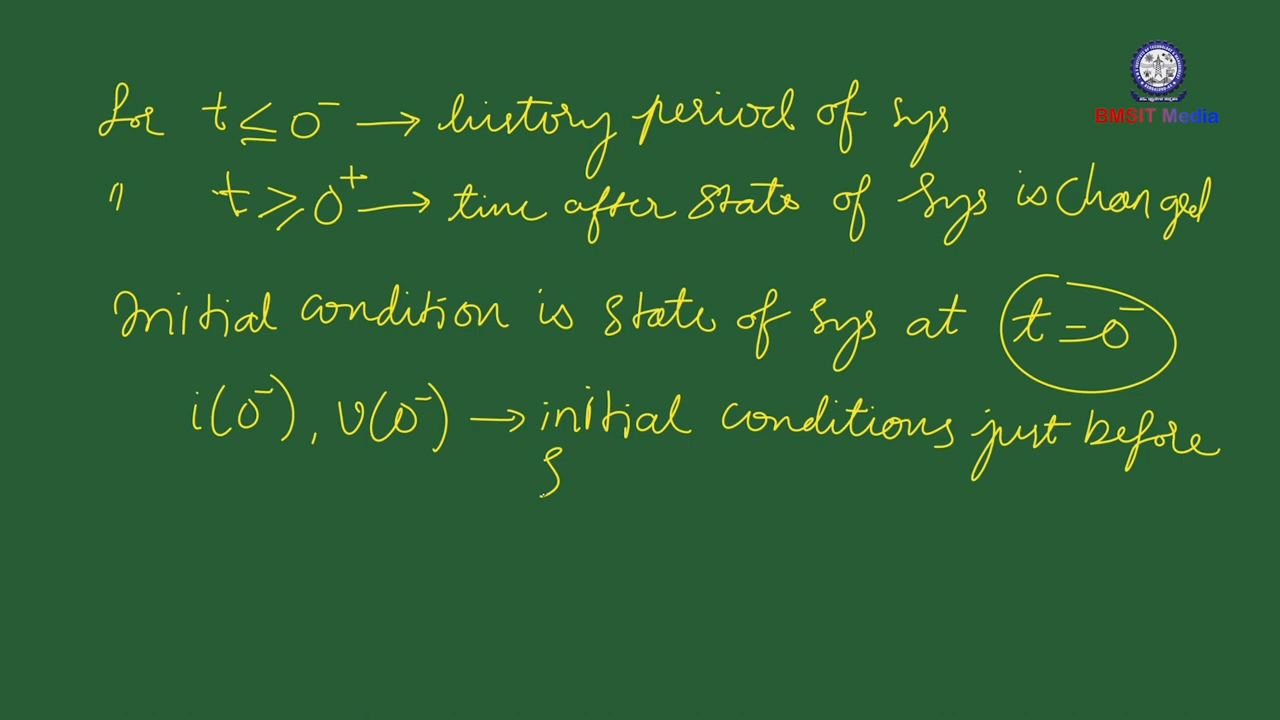 BMSIT Media
for t ≤ 0⁻ → history period of sys
" t ≥ 0⁺ → time after state of sys is changed
Initial condition is state of sys at t = 0⁻
i(0⁻), v(0⁻) → initial conditions just before
s